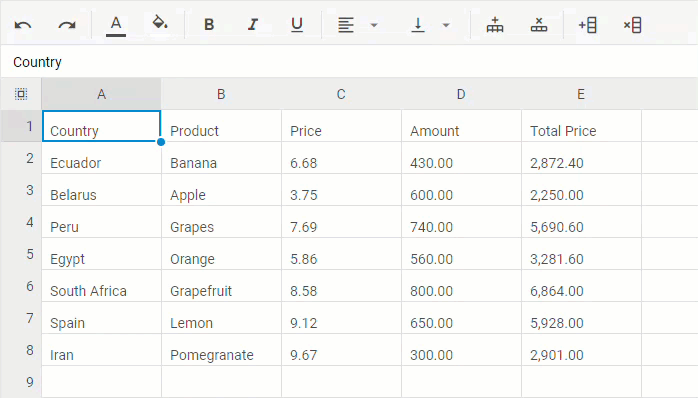 A B I U
Country
A B C D E
1 Country Product Price Amount Total Price
2 Ecuador Banana 6.68 430.00 2,872.40
3 Belarus Apple 3.75 600.00 2,250.00
4 Peru Grapes 7.69 740.00 5,690.60
5 Egypt Orange 5.86 560.00 3,281.60
6 South Africa Grapefruit 8.58 800.00 6,864.00
7 Spain Lemon 9.12 650.00 5,928.00
8 Iran Pomegranate 9.67 300.00 2,901.00
9